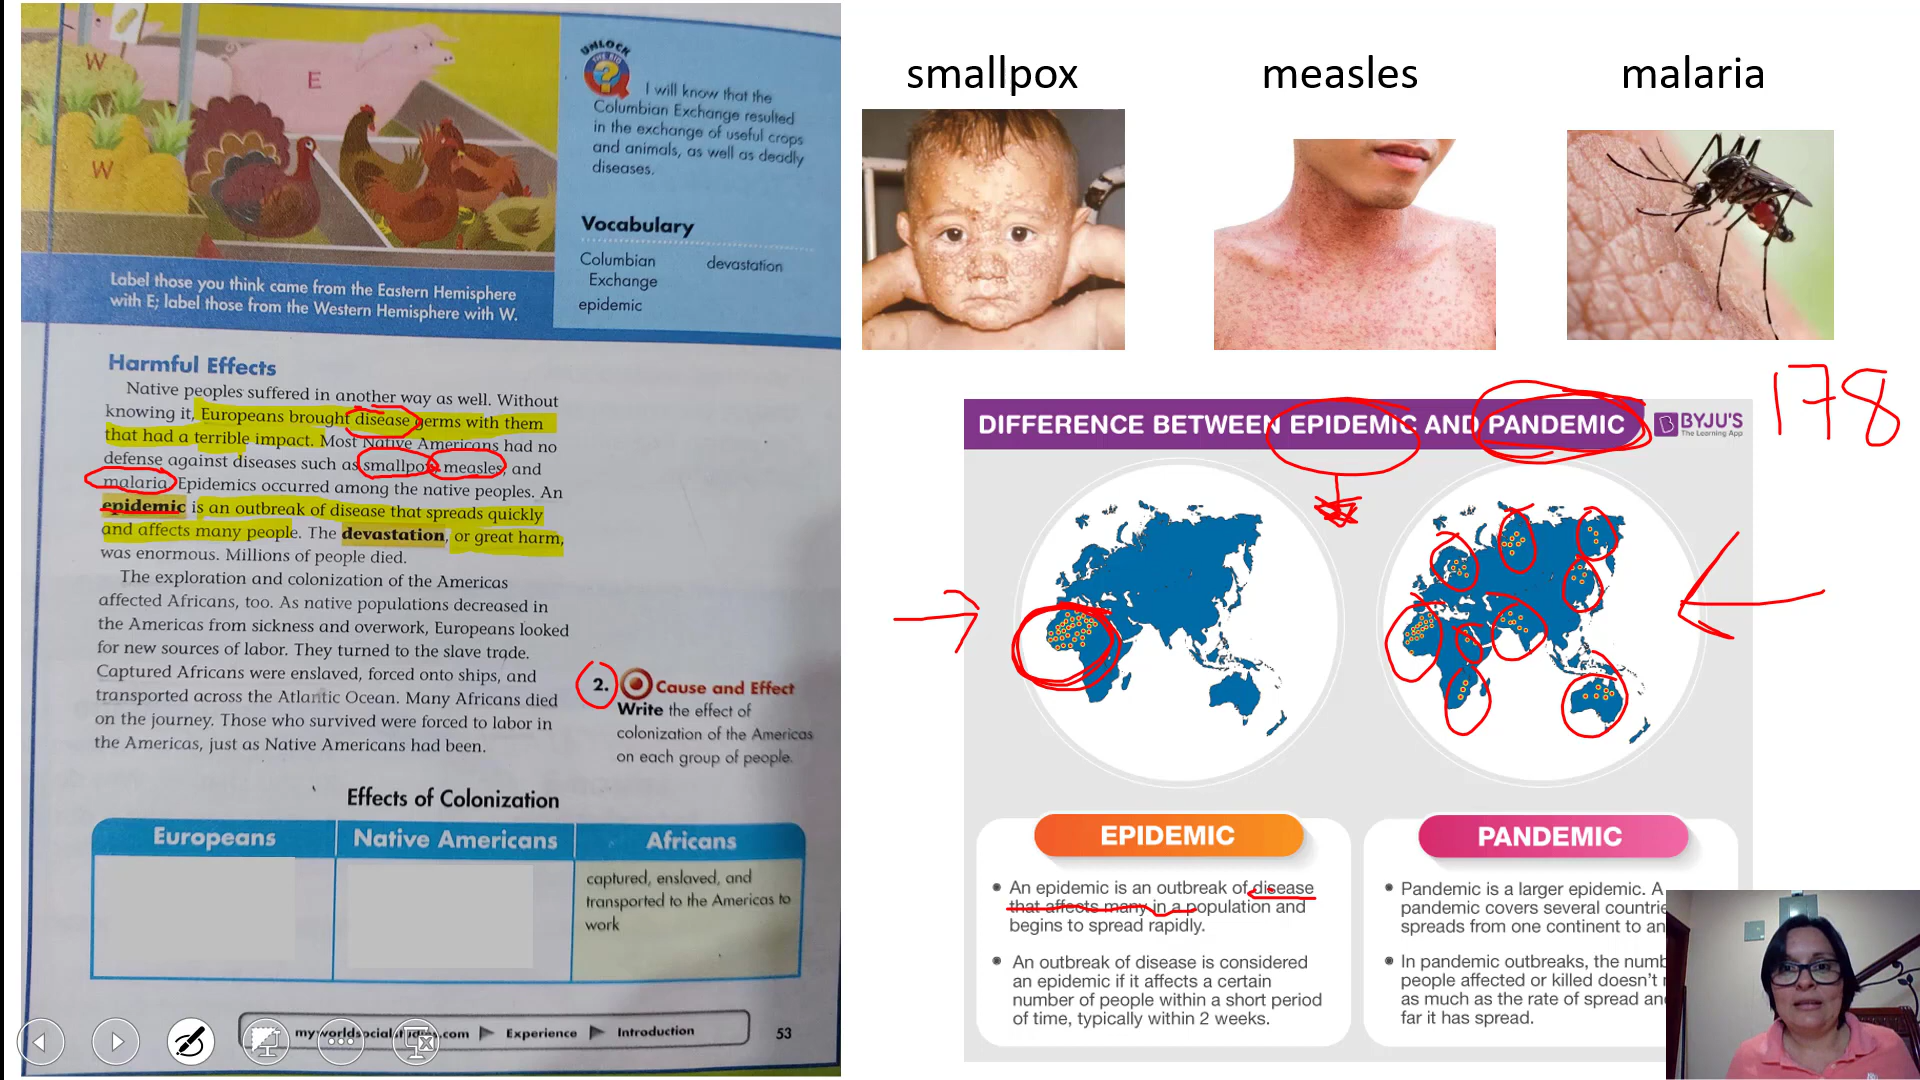 W
E
W
UNLOCK
THE BIG
?
I will know that the
Columbian Exchange resulted
in the exchange of useful crops
and animals, as well as deadly
diseases.
Vocabulary
Columbian devastation
Exchange
epidemic
Label those you think came from the Eastern Hemisphere
with E; label those from the Western Hemisphere with W.
Harmful Effects
Native peoples suffered in another way as well. Without
knowing it, Europeans brought disease germs with them
that had a terrible impact. Most Native Americans had no
defense against diseases such as smallpox, measles, and
malaria. Epidemics occurred among the native peoples. An
epidemic is an outbreak of disease that spreads quickly
and affects many people. The devastation, or great harm,
was enormous. Millions of people died.
The exploration and colonization of the Americas
affected Africans, too. As native populations decreased in
the Americas from sickness and overwork, Europeans looked
for new sources of labor. They turned to the slave trade.
Captured Africans were enslaved, forced onto ships, and
transported across the Atlantic Ocean. Many Africans died
on the journey. Those who survived were forced to labor in
the Americas, just as Native Americans had been.
2. Cause and Effect
Write the effect of
colonization of the Americas
on each group of people.
Effects of Colonization
Europeans Native Americans Africans
captured, enslaved, and
transported to the Americas to
work
myworldsocialstudies.com Experience Introduction
53
smallpox measles malaria
178
DIFFERENCE BETWEEN EPIDEMIC AND PANDEMIC
BYJU'S
The Learning App
EPIDEMIC
An epidemic is an outbreak of disease
that affects many in a population and
begins to spread rapidly.
An outbreak of disease is considered
an epidemic if it affects a certain
number of people within a short period
of time, typically within 2 weeks.
PANDEMIC
Pandemic is a larger epidemic. A
pandemic covers several countrie
spreads from one continent to an
In pandemic outbreaks, the numb
people affected or killed doesn't
as much as the rate of spread an
far it has spread.